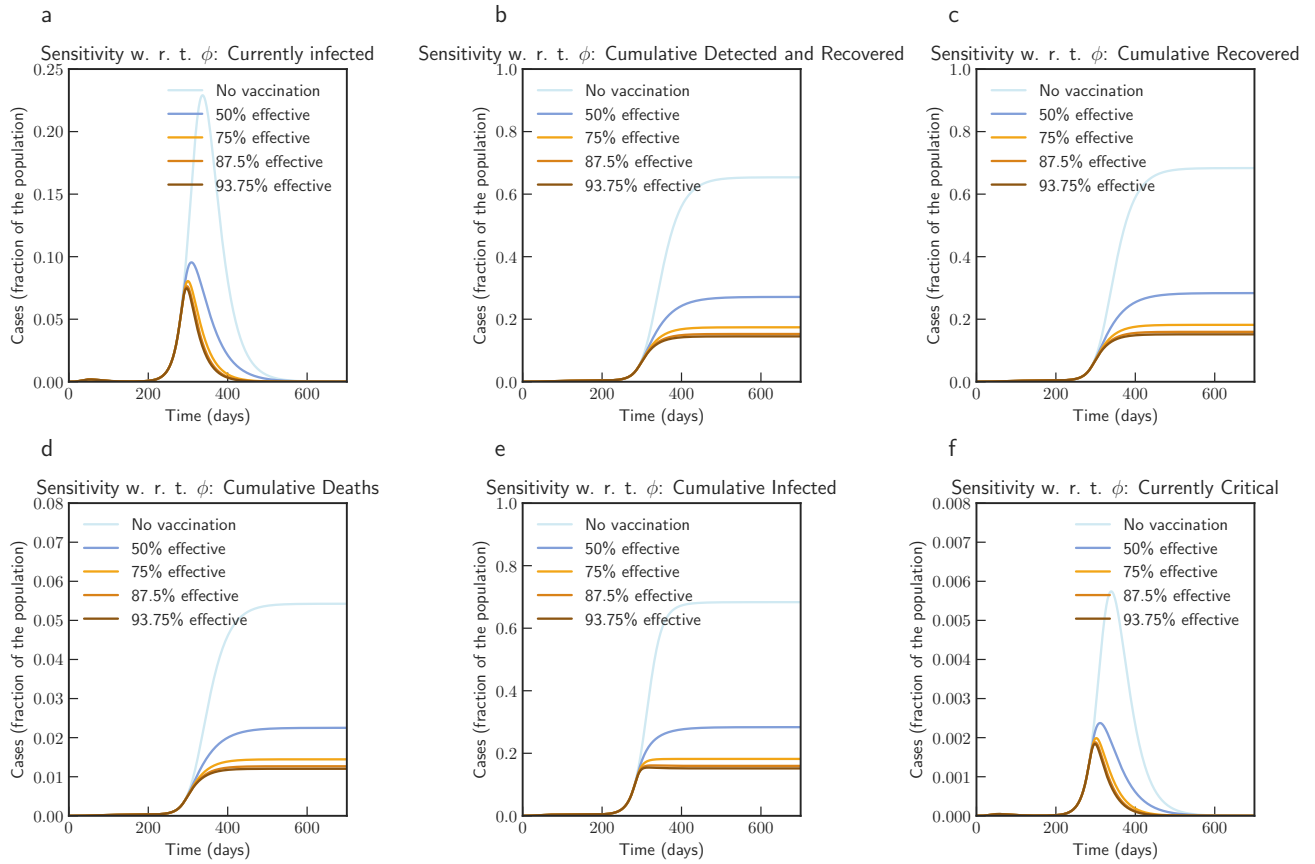 a
Sensitivity w. r. t. ϕ: Currently infected
Cases (fraction of the population)
0.25
0.20
0.15
0.10
0.05
0.00
No vaccination
50% effective
75% effective
87.5% effective
93.75% effective
0 200 400 600
Time (days)
b
Sensitivity w. r. t. ϕ: Cumulative Detected and Recovered
Cases (fraction of the population)
1.0
0.8
0.6
0.4
0.2
0.0
No vaccination
50% effective
75% effective
87.5% effective
93.75% effective
0 200 400 600
Time (days)
c
Sensitivity w. r. t. ϕ: Cumulative Recovered
Cases (fraction of the population)
1.0
0.8
0.6
0.4
0.2
0.0
No vaccination
50% effective
75% effective
87.5% effective
93.75% effective
0 200 400 600
Time (days)
d
Sensitivity w. r. t. ϕ: Cumulative Deaths
Cases (fraction of the population)
0.08
0.07
0.06
0.05
0.04
0.03
0.02
0.01
0.00
No vaccination
50% effective
75% effective
87.5% effective
93.75% effective
0 200 400 600
Time (days)
e
Sensitivity w. r. t. ϕ: Cumulative Infected
Cases (fraction of the population)
1.0
0.8
0.6
0.4
0.2
0.0
No vaccination
50% effective
75% effective
87.5% effective
93.75% effective
0 200 400 600
Time (days)
f
Sensitivity w. r. t. ϕ: Currently Critical
Cases (fraction of the population)
0.008
0.007
0.006
0.005
0.004
0.003
0.002
0.001
0.000
No vaccination
50% effective
75% effective
87.5% effective
93.75% effective
0 200 400 600
Time (days)